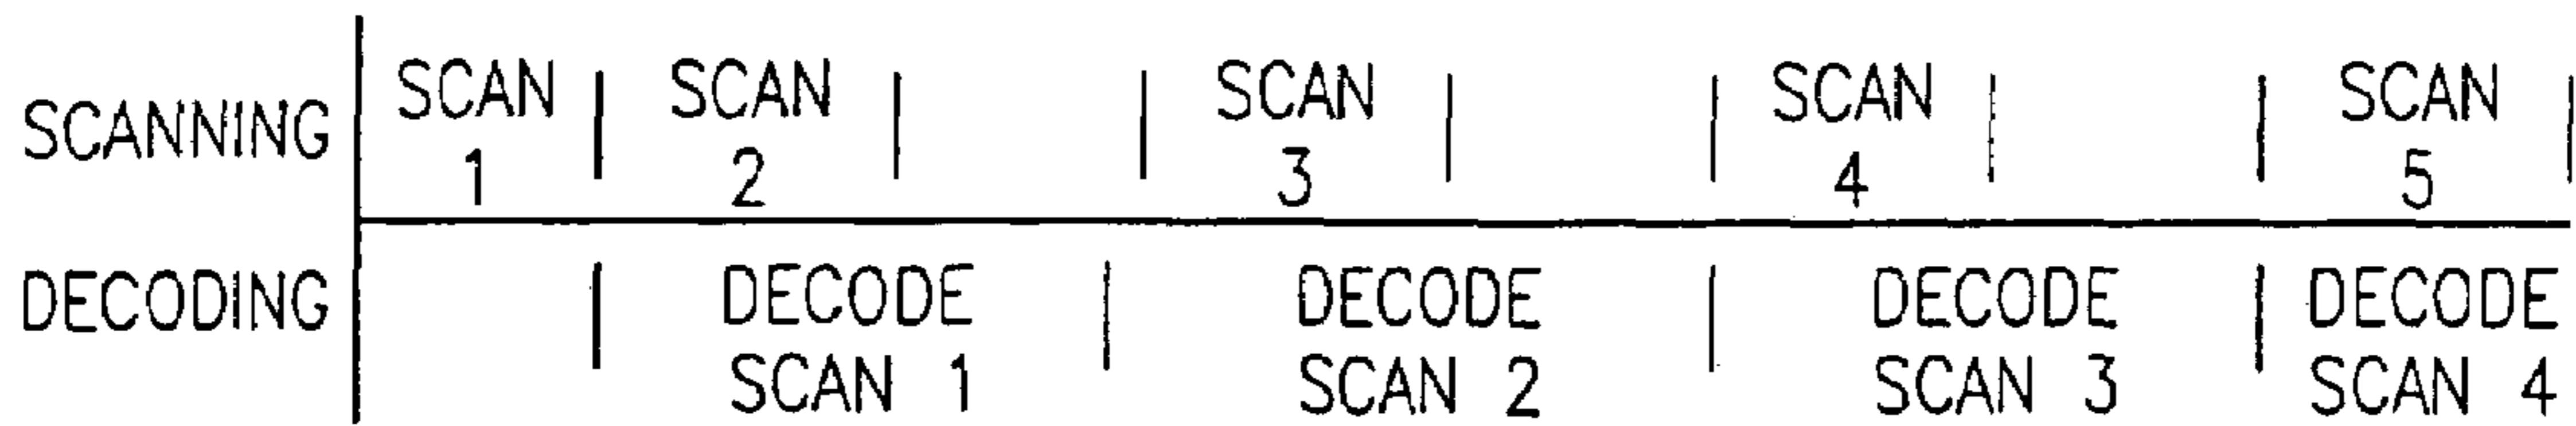 SCANNING SCAN 1 SCAN 2 SCAN 3 SCAN 4 SCAN 5
DECODING DECODE SCAN 1 DECODE SCAN 2 DECODE SCAN 3 DECODE SCAN 4